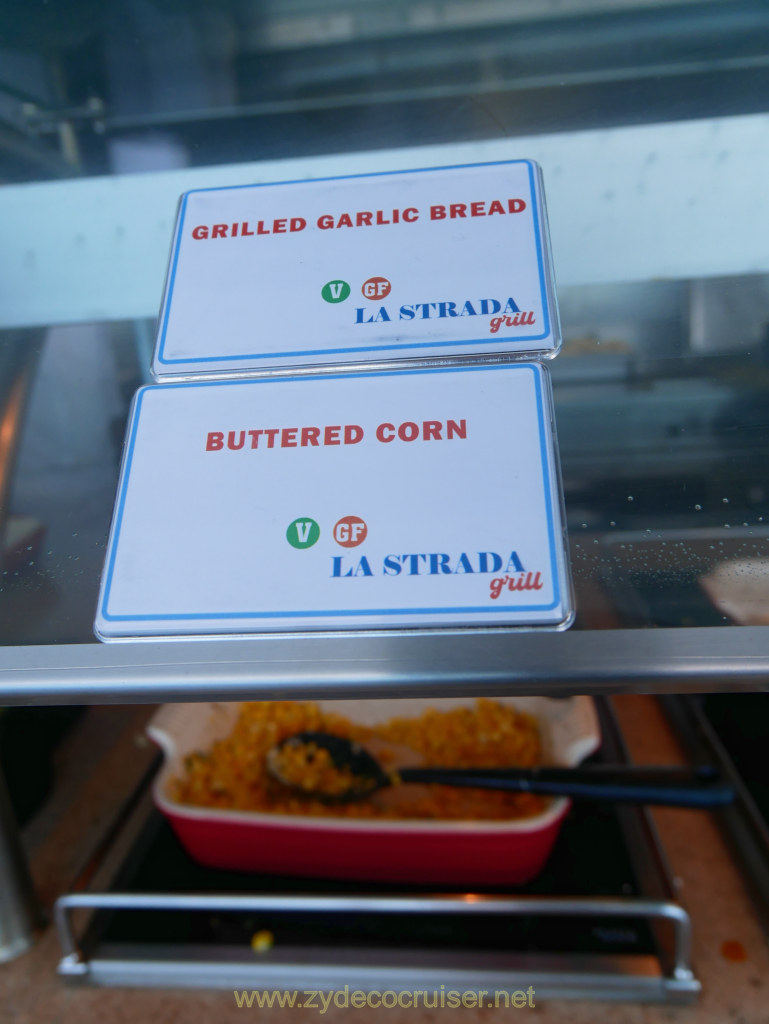 GRILLED GARLIC BREAD
V GF
LA STRADA
grill
BUTTERED CORN
V GF
LA STRADA
grill
www.zydecocruiser.net